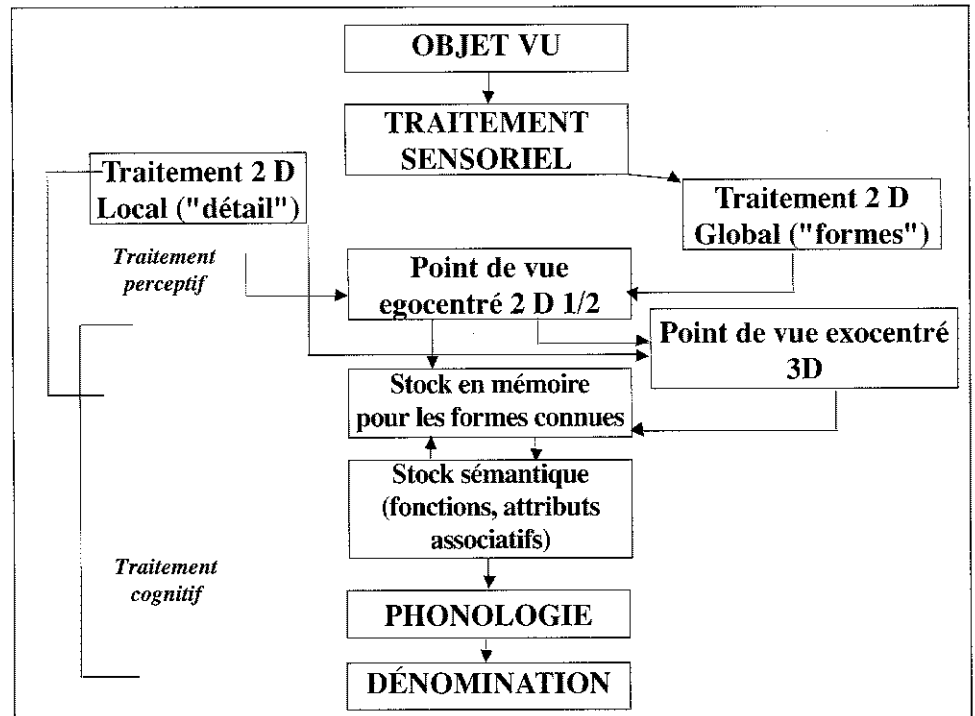 OBJET VU
TRAITEMENT
SENSORIEL
Traitement 2 D
Local ("détail")
Traitement 2 D
Global ("formes")
Traitement
perceptif
Point de vue
egocentré 2 D 1/2
Point de vue exocentré
3D
Stock en mémoire
pour les formes connues
Stock sémantique
(fonctions, attributs
associatifs)
Traitement
cognitif
PHONOLOGIE
DÉNOMINATION